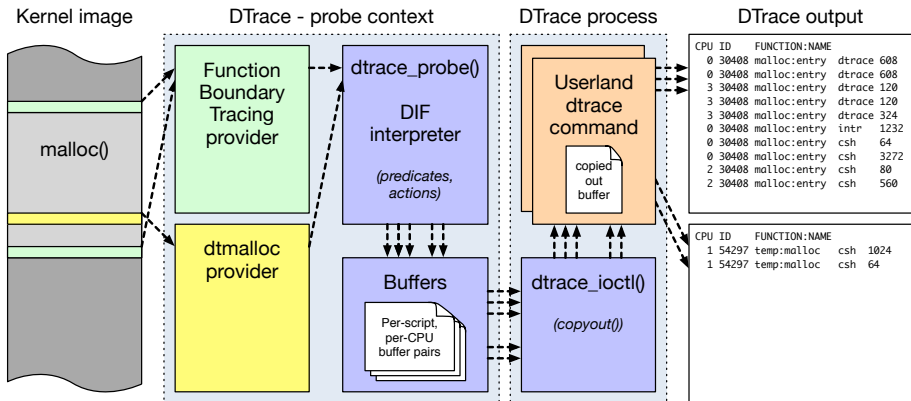 Kernel image
DTrace - probe context
DTrace process
DTrace output
malloc()
Function
Boundary
Tracing
provider
dtmalloc
provider
dtrace_probe()
DIF
interpreter
(predicates,
actions)
Buffers
Per-script,
per-CPU
buffer pairs
Userland
dtrace
command
copied
out
buffer
dtrace_ioctl()
(copyout())
CPU ID FUNCTION:NAME
0 30408 malloc:entry dtrace 608
0 30408 malloc:entry dtrace 608
3 30408 malloc:entry dtrace 120
3 30408 malloc:entry dtrace 120
3 30408 malloc:entry dtrace 324
0 30408 malloc:entry intr 1232
0 30408 malloc:entry csh 64
0 30408 malloc:entry csh 3272
2 30408 malloc:entry csh 80
2 30408 malloc:entry csh 560
CPU ID FUNCTION:NAME
1 54297 temp:malloc csh 1024
1 54297 temp:malloc csh 64